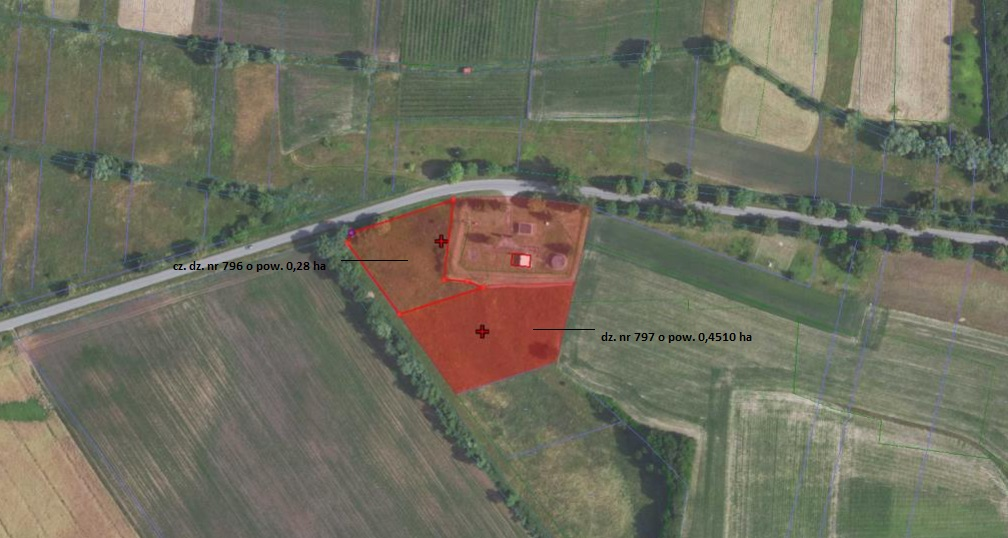 cz. dz. nr 796 o pow. 0,28 ha
dz. nr 797 o pow. 0,4510 ha